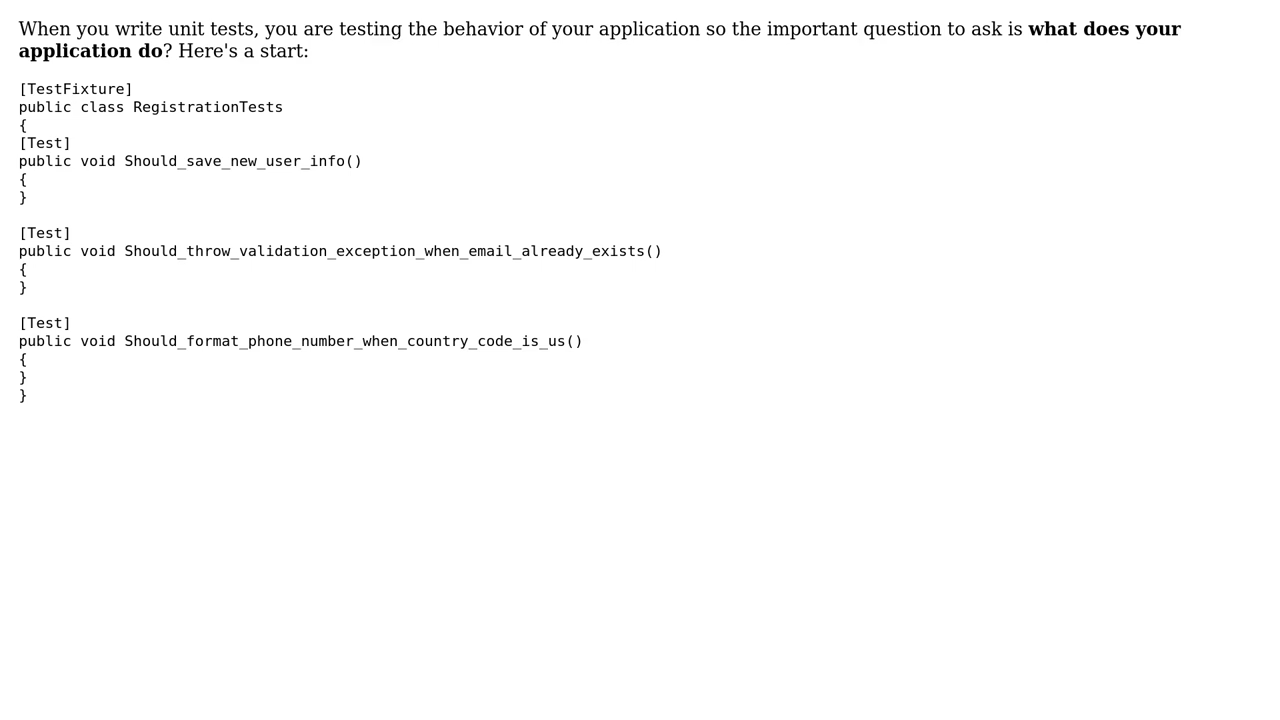 When you write unit tests, you are testing the behavior of your application so the important question to ask is what does your
application do? Here's a start:
[TestFixture]
public class RegistrationTests
{
[Test]
public void Should_save_new_user_info()
{
}
[Test]
public void Should_throw_validation_exception_when_email_already_exists()
{
}
[Test]
public void Should_format_phone_number_when_country_code_is_us()
{
}
}